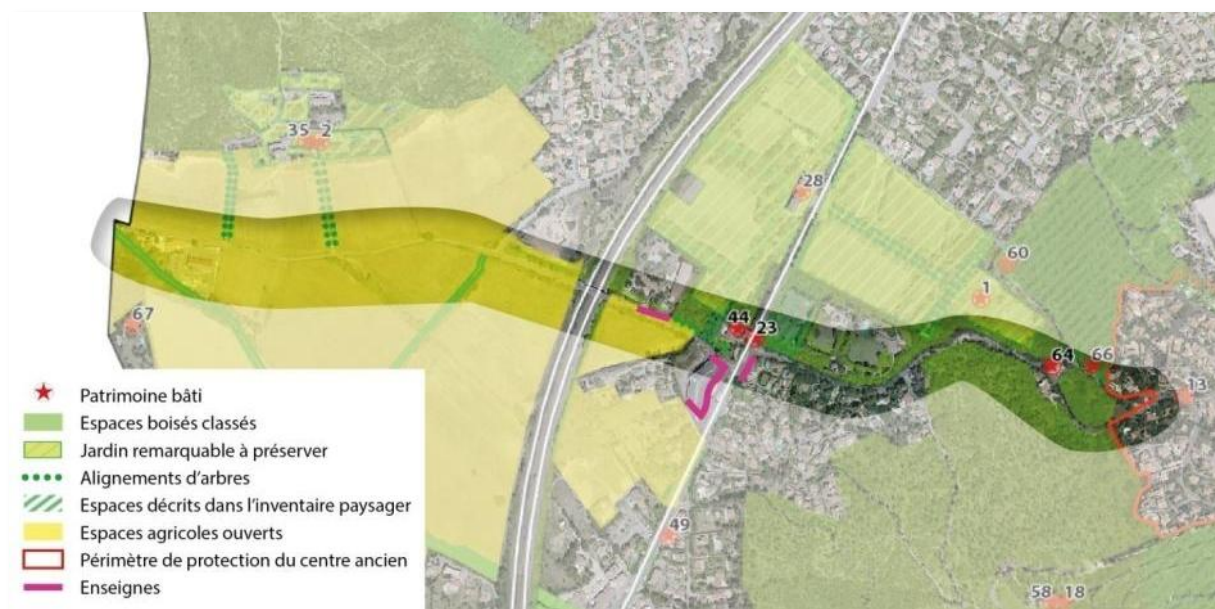 35 2
28
60
1
67
44
23
64
66
13
49
58 18
Patrimoine bâti
Espaces boisés classés
Jardin remarquable à préserver
Alignements d'arbres
Espaces décrits dans l'inventaire paysager
Espaces agricoles ouverts
Périmètre de protection du centre ancien
Enseignes